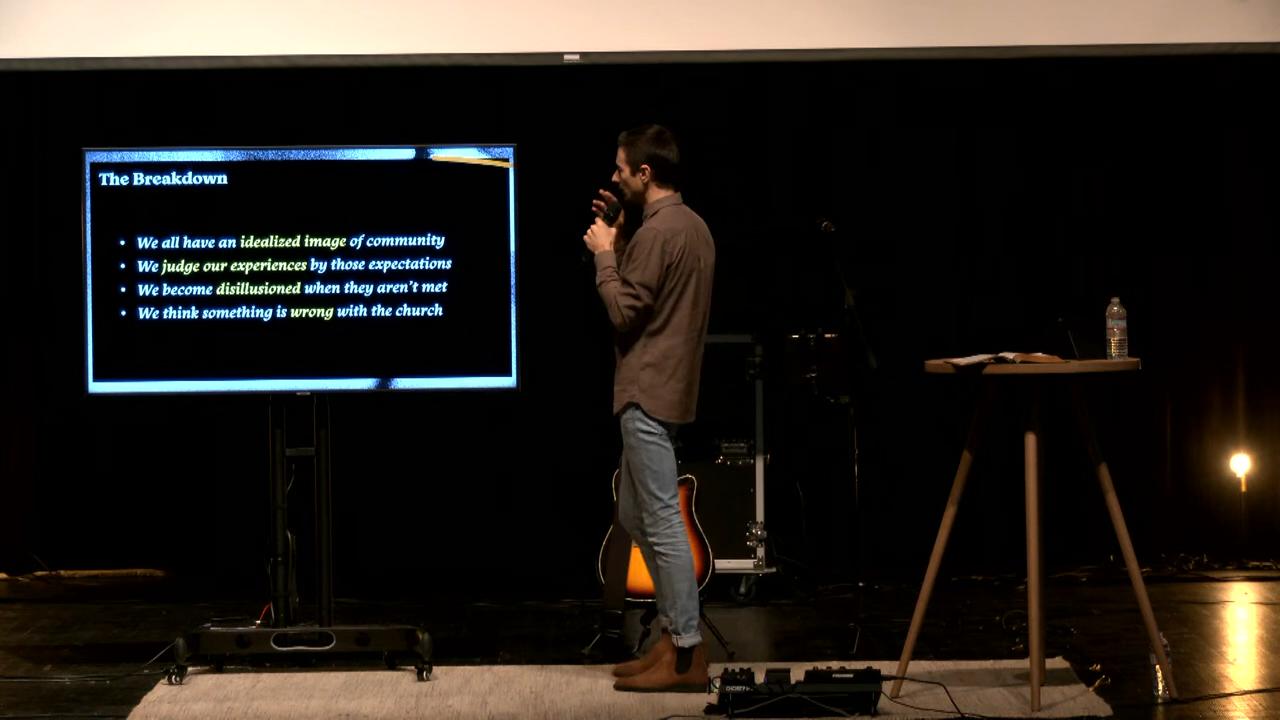 The Breakdown
• We all have an idealized image of community
• We judge our experiences by those expectations
• We become disillusioned when they aren't met
• We think something is wrong with the church